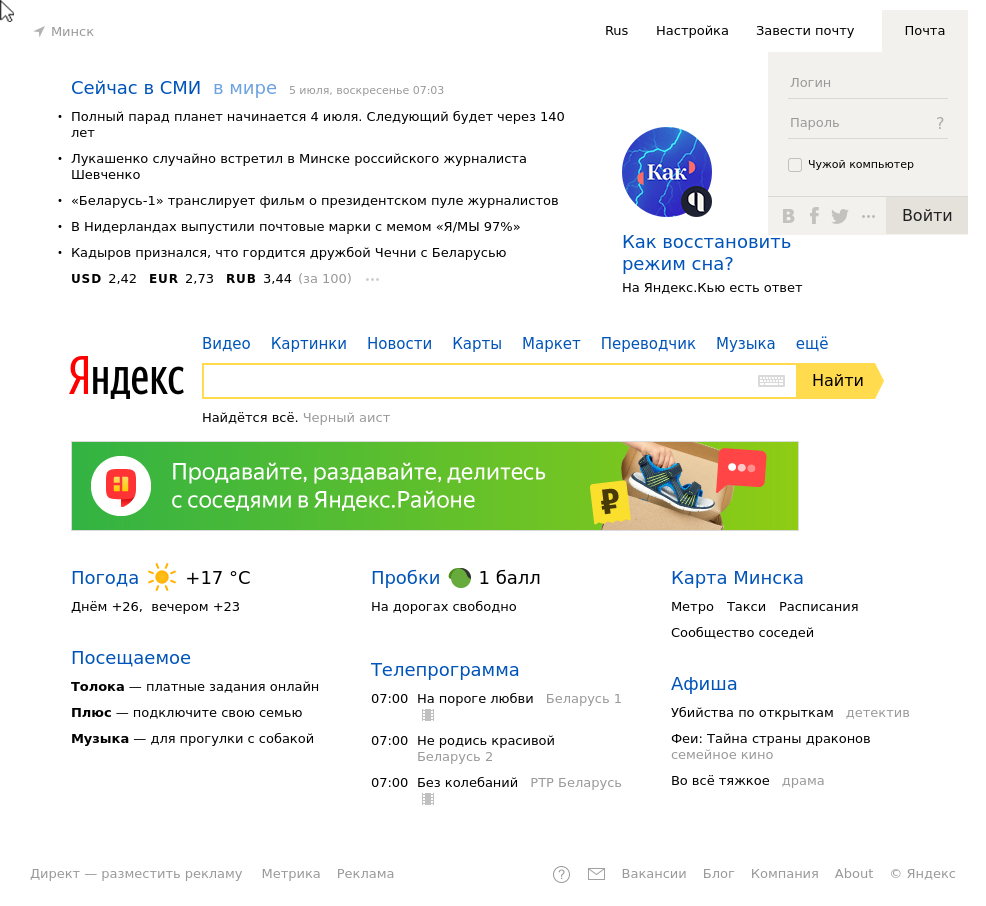 Минск
Rus Настройка Завести почту Почта
Логин
Пароль ?
Чужой компьютер
Войти
Сейчас в СМИ в мире 5 июля, воскресенье 07:03
• Полный парад планет начинается 4 июля. Следующий будет через 140
лет
• Лукашенко случайно встретил в Минске российского журналиста
Шевченко
• «Беларусь-1» транслирует фильм о президентском пуле журналистов
• В Нидерландах выпустили почтовые марки с мемом «Я/МЫ 97%»
• Кадыров признался, что гордится дружбой Чечни с Беларусью
USD 2,42 EUR 2,73 RUB 3,44 (за 100)
Как
Как восстановить
режим сна?
На Яндекс.Кью есть ответ
Видео Картинки Новости Карты Маркет Переводчик Музыка ещё
Яндекс
Найти
Найдётся всё. Черный аист
Продавайте, раздавайте, делитесь
с соседями в Яндекс.Районе
₽
Погода +17 °C
Днём +26, вечером +23
Посещаемое
Толока — платные задания онлайн
Плюс — подключите свою семью
Музыка — для прогулки с собакой
Пробки 1 балл
На дорогах свободно
Телепрограмма
07:00 На пороге любви Беларусь 1
07:00 Не родись красивой
Беларусь 2
07:00 Без колебаний РТР Беларусь
Карта Минска
Метро Такси Расписания
Сообщество соседей
Афиша
Убийства по открыткам детектив
Феи: Тайна страны драконов
семейное кино
Во всё тяжкое драма
Директ — разместить рекламу Метрика Реклама
? Вакансии Блог Компания About © Яндекс